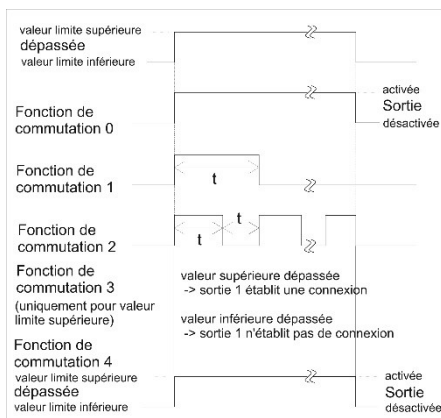 valeur limite supérieure
dépassée
valeur limite inférieure
activée
Sortie
désactivée
Fonction de
commutation 0
Fonction de
commutation 1
t
Fonction de
commutation 2
t
t
Fonction de
commutation 3
(uniquement pour valeur
limite supérieure)
valeur supérieure dépassée
-> sortie 1 établit une connexion
valeur inférieure dépassée
-> sortie 1 n'établit pas de connexion
Fonction de
commutation 4
valeur limite supérieure
dépassée
valeur limite inférieure
activée
Sortie
désactivée